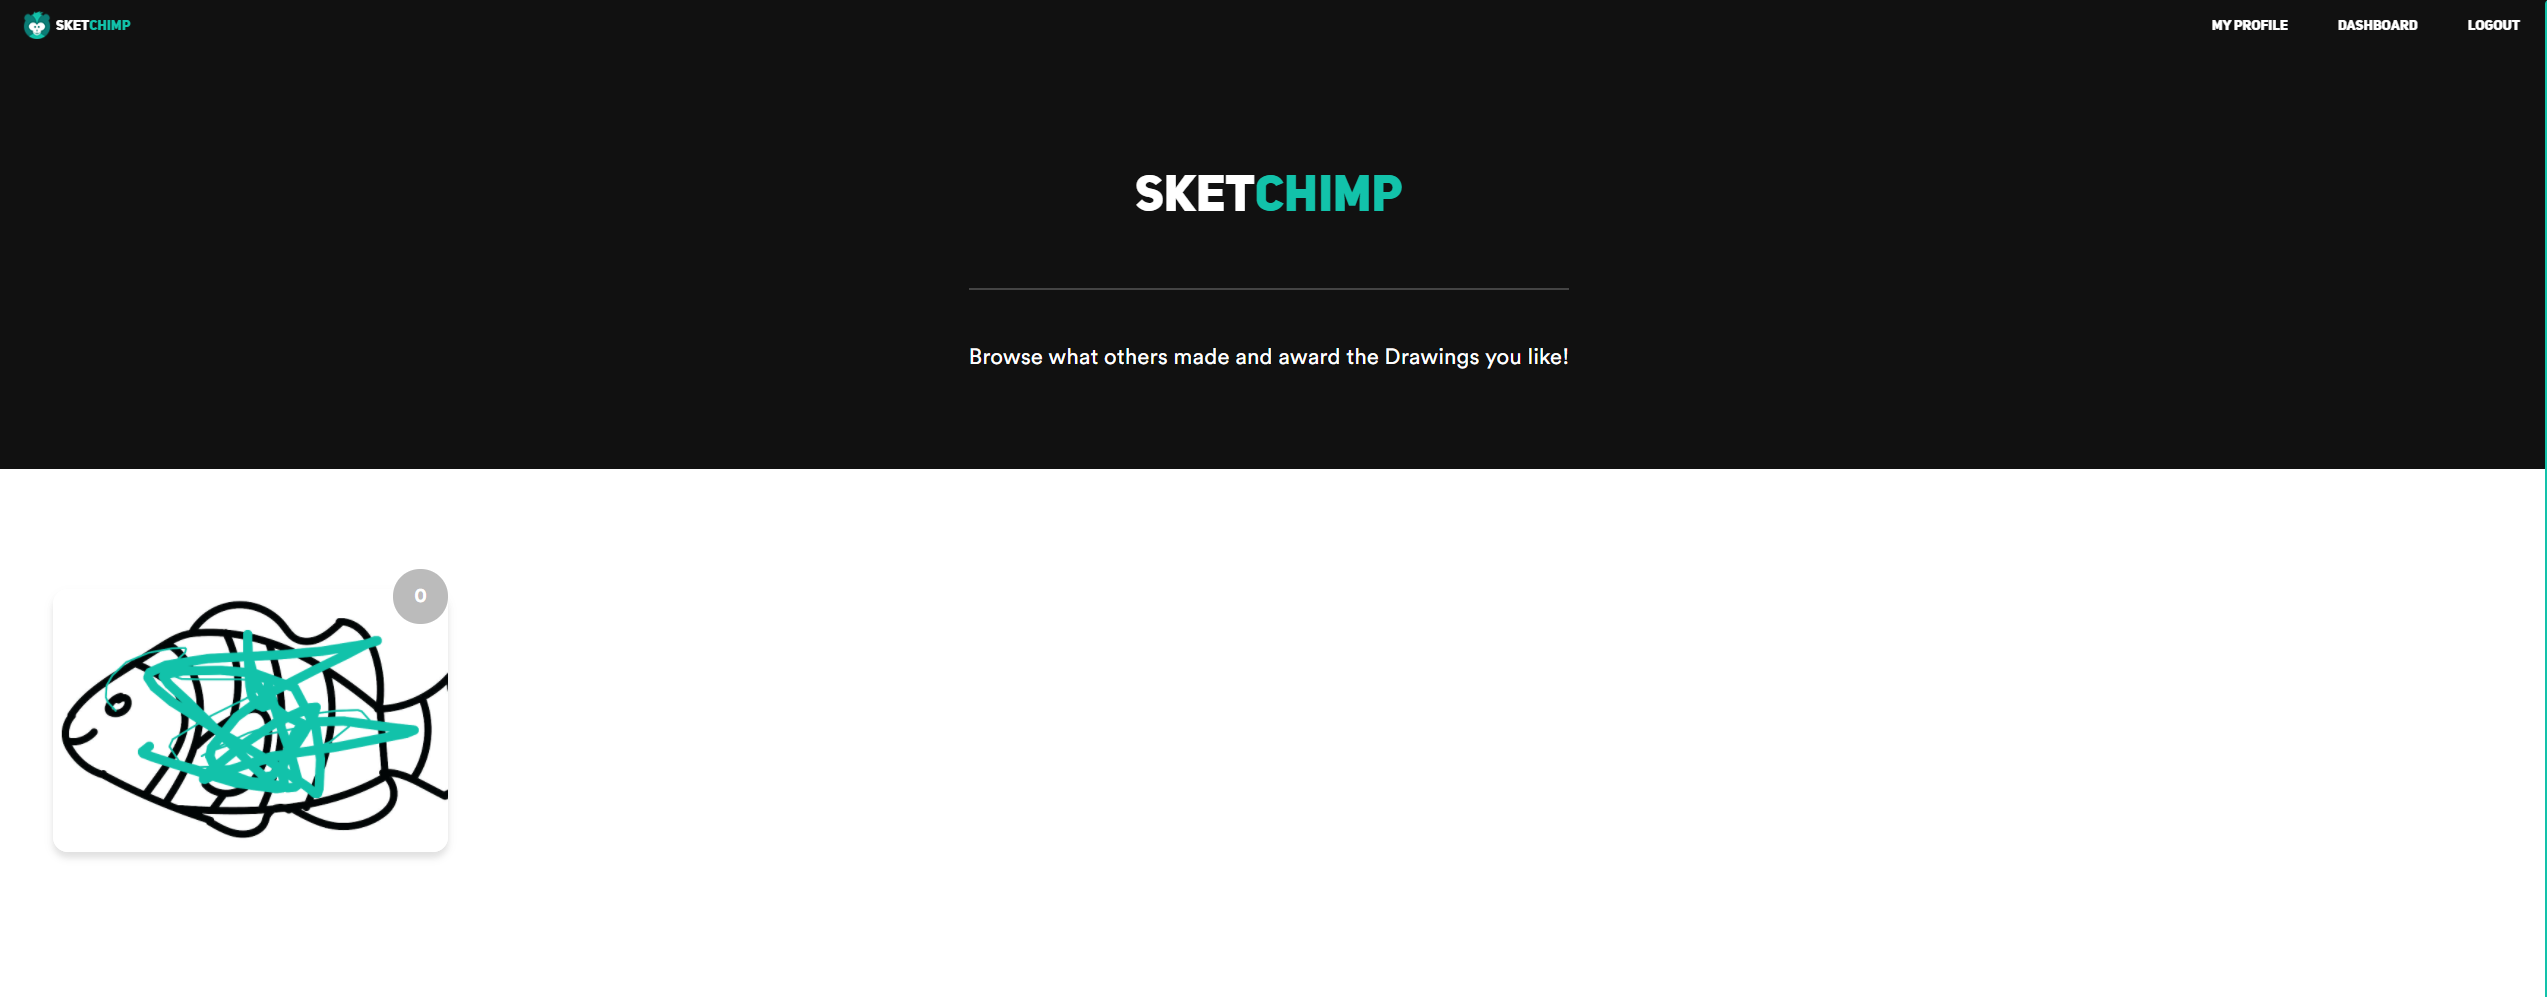 SKETCHIMP
MY PROFILE
DASHBOARD
LOGOUT
SKETCHIMP
Browse what others made and award the Drawings you like!
0